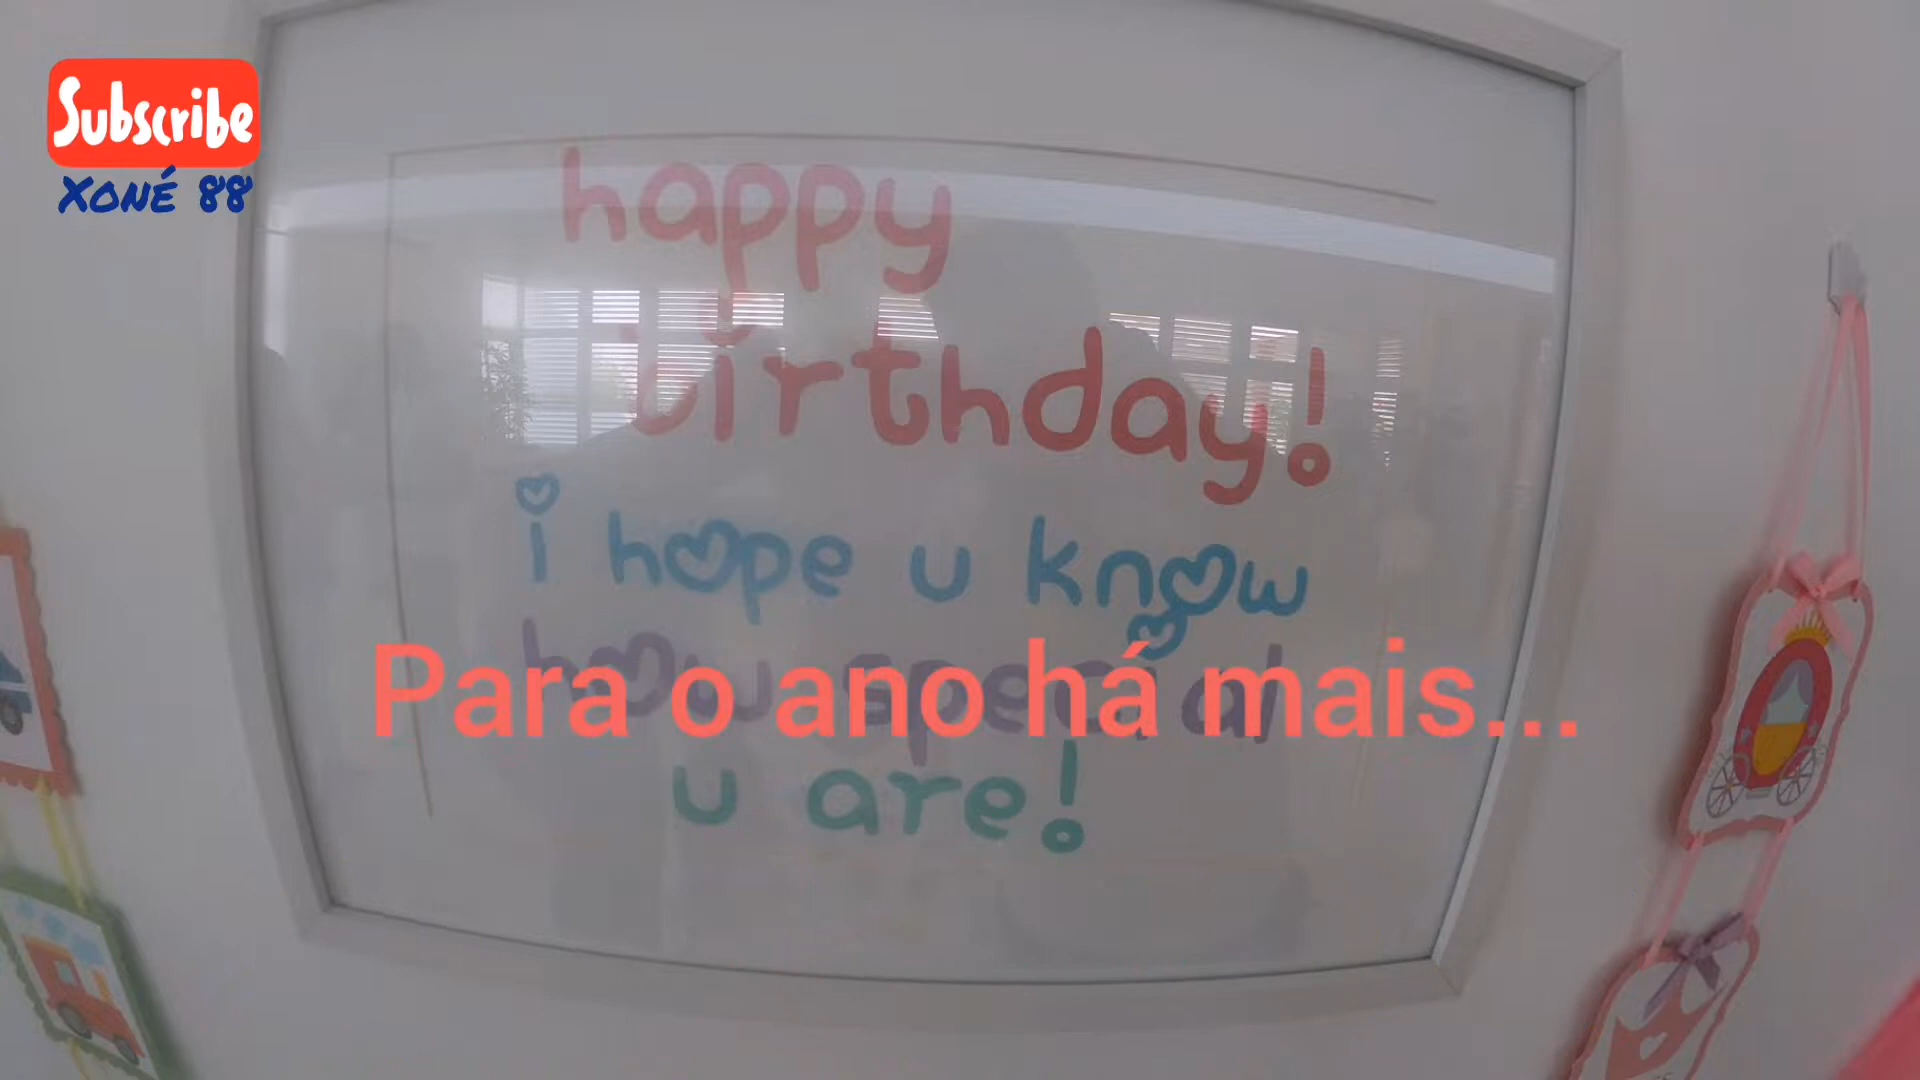 Subscribe
XONÉ 88
happy
birthday!
i hope u know
how special
Para o ano há mais...
u are!